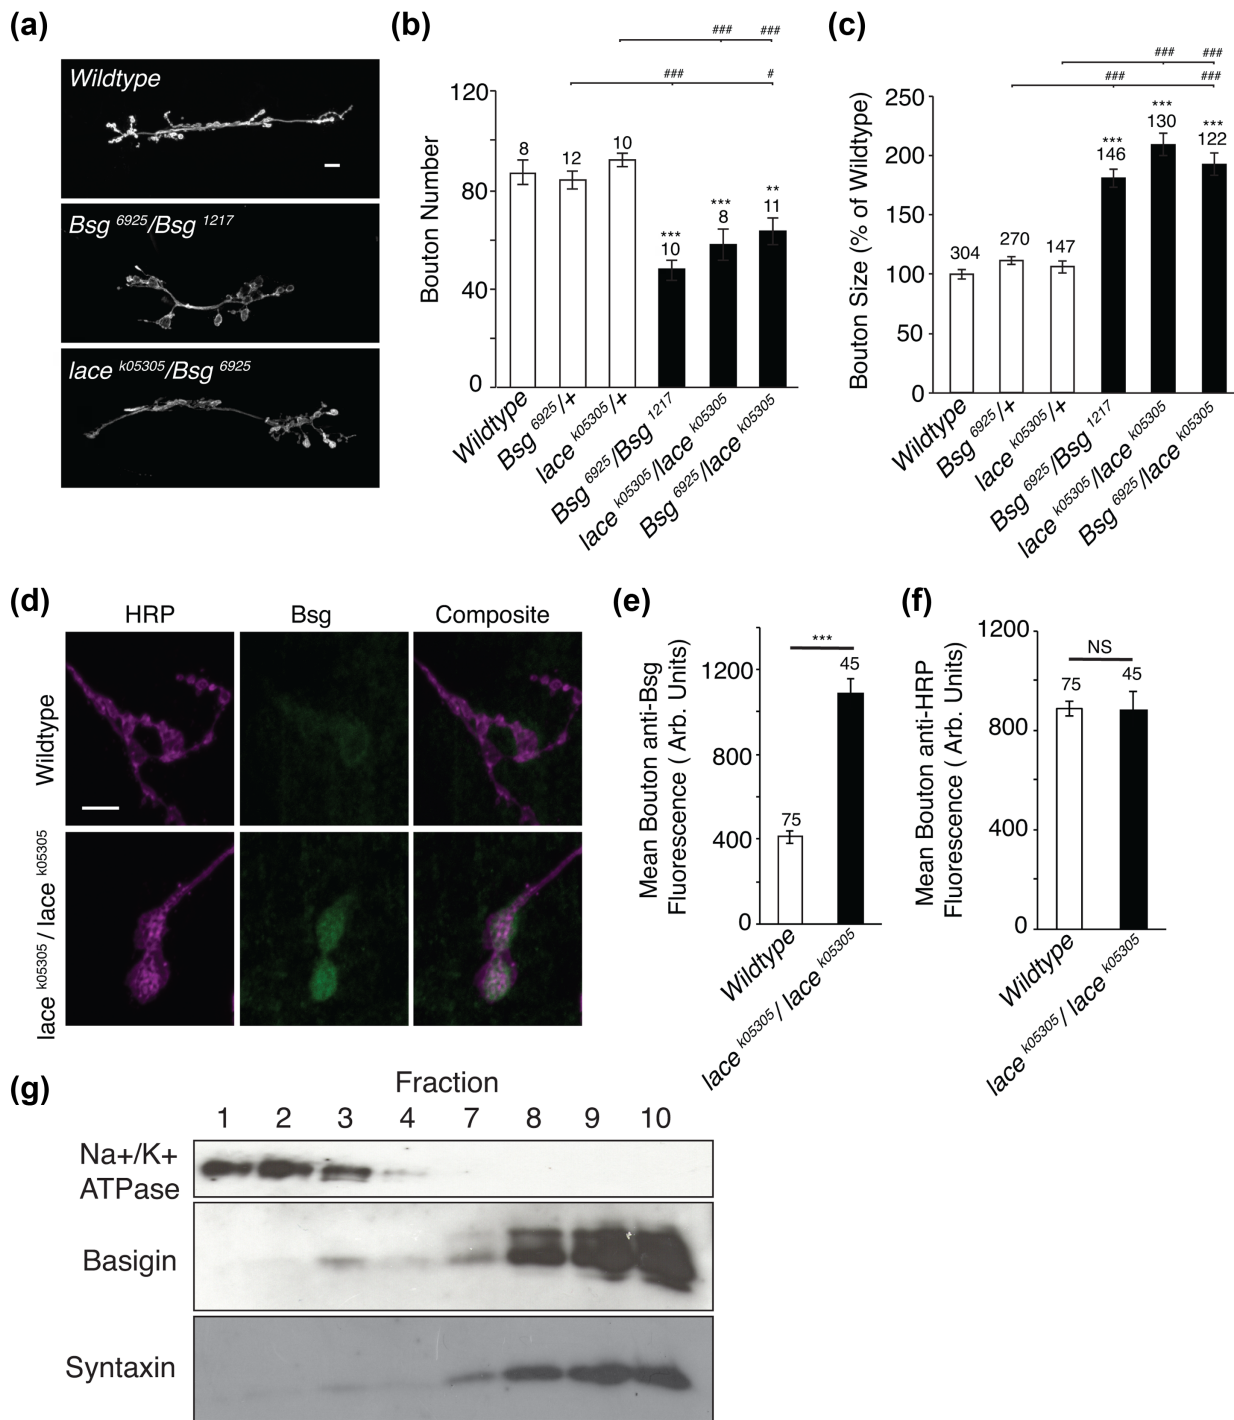 (a)
Wildtype
Bsg 6925/Bsg 1217
lace k05305/Bsg 6925
(b)
### ###
### #
Bouton Number
120
80
40
0
8
12
10
***
10
***
8
**
11
Wildtype
Bsg 6925/+
lace k05305/+
Bsg 6925/Bsg 1217
lace k05305/lace k05305
Bsg 6925/lace k05305
(c)
### ###
### ###
Bouton Size (% of Wildtype)
250
200
150
100
50
0
304
270
147
***
146
***
130
***
122
Wildtype
Bsg 6925/+
lace k05305/+
Bsg 6925/Bsg 1217
lace k05305/lace k05305
Bsg 6925/lace k05305
(d)
HRP Bsg Composite
Wildtype
lace k05305 / lace k05305
(e)
Mean Bouton anti-Bsg
Fluorescence ( Arb. Units)
1200
800
400
0
***
75
45
Wildtype
lace k05305 / lace k05305
(f)
Mean Bouton anti-HRP
Fluorescence ( Arb. Units)
1200
800
400
0
NS
75
45
Wildtype
lace k05305 / lace k05305
(g)
Fraction
1 2 3 4 7 8 9 10
Na+/K+
ATPase
Basigin
Syntaxin